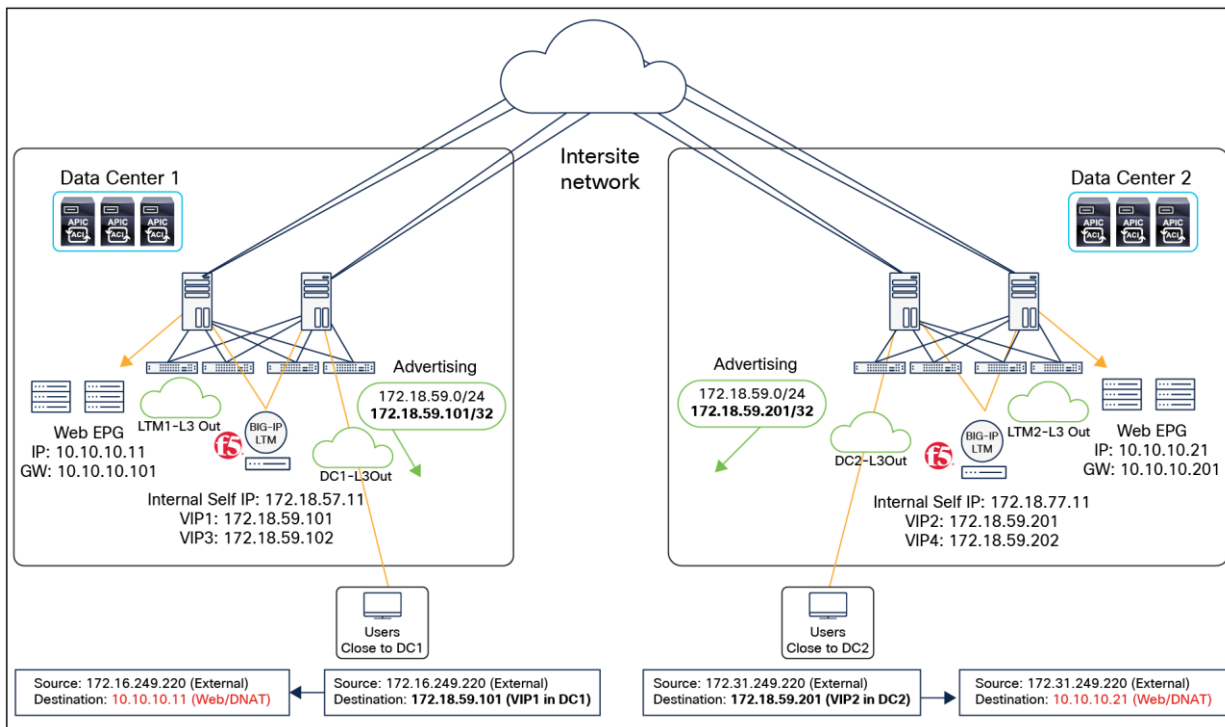 Intersite
network
Data Center 1
APIC
ACI
APIC
ACI
APIC
ACI
Advertising
172.18.59.0/24
172.18.59.101/32
Web EPG
IP: 10.10.10.11
GW: 10.10.10.101
LTM1-L3 Out
f5
BIG-IP
LTM
DC1-L3Out
Internal Self IP: 172.18.57.11
VIP1: 172.18.59.101
VIP3: 172.18.59.102
Users
Close to DC1
Data Center 2
APIC
ACI
APIC
ACI
APIC
ACI
Advertising
172.18.59.0/24
172.18.59.201/32
DC2-L3Out
f5
BIG-IP
LTM
LTM2-L3 Out
Web EPG
IP: 10.10.10.21
GW: 10.10.10.201
Internal Self IP: 172.18.77.11
VIP2: 172.18.59.201
VIP4: 172.18.59.202
Users
Close to DC2
Source: 172.16.249.220 (External)
Destination: 10.10.10.11 (Web/DNAT)
Source: 172.16.249.220 (External)
Destination: 172.18.59.101 (VIP1 in DC1)
Source: 172.31.249.220 (External)
Destination: 172.18.59.201 (VIP2 in DC2)
Source: 172.31.249.220 (External)
Destination: 10.10.10.21 (Web/DNAT)